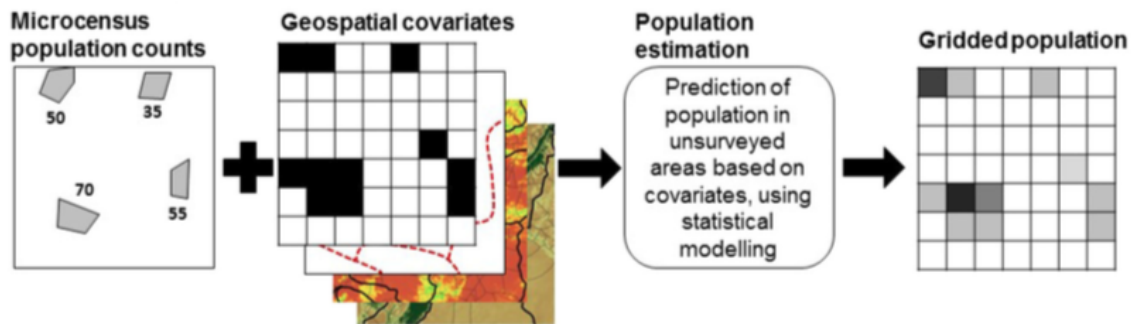 Microcensus
population counts
50
35
70
55
Geospatial covariates
Population
estimation
Prediction of
population in
unsurveyed
areas based on
covariates, using
statistical
modelling
Gridded population